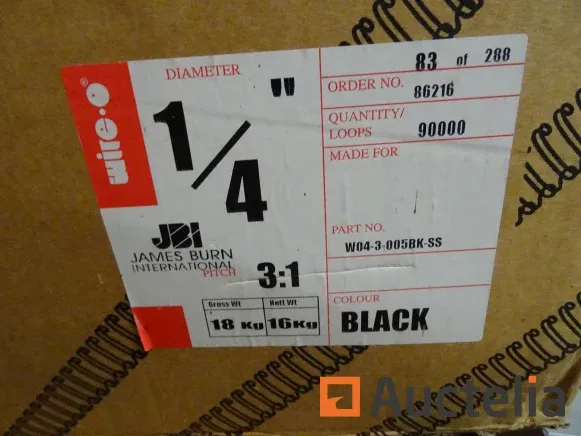 wire-o®
DIAMETER
1/4"
JBI
JAMES BURN
INTERNATIONAL
PITCH
3:1
Gross Wt
Nett Wt
18 Kg
16Kg
83 of 288
ORDER NO.
86216
QUANTITY/
LOOPS
90000
MADE FOR
PART NO.
W04-3-005BK-SS
COLOUR
BLACK
Auctelia